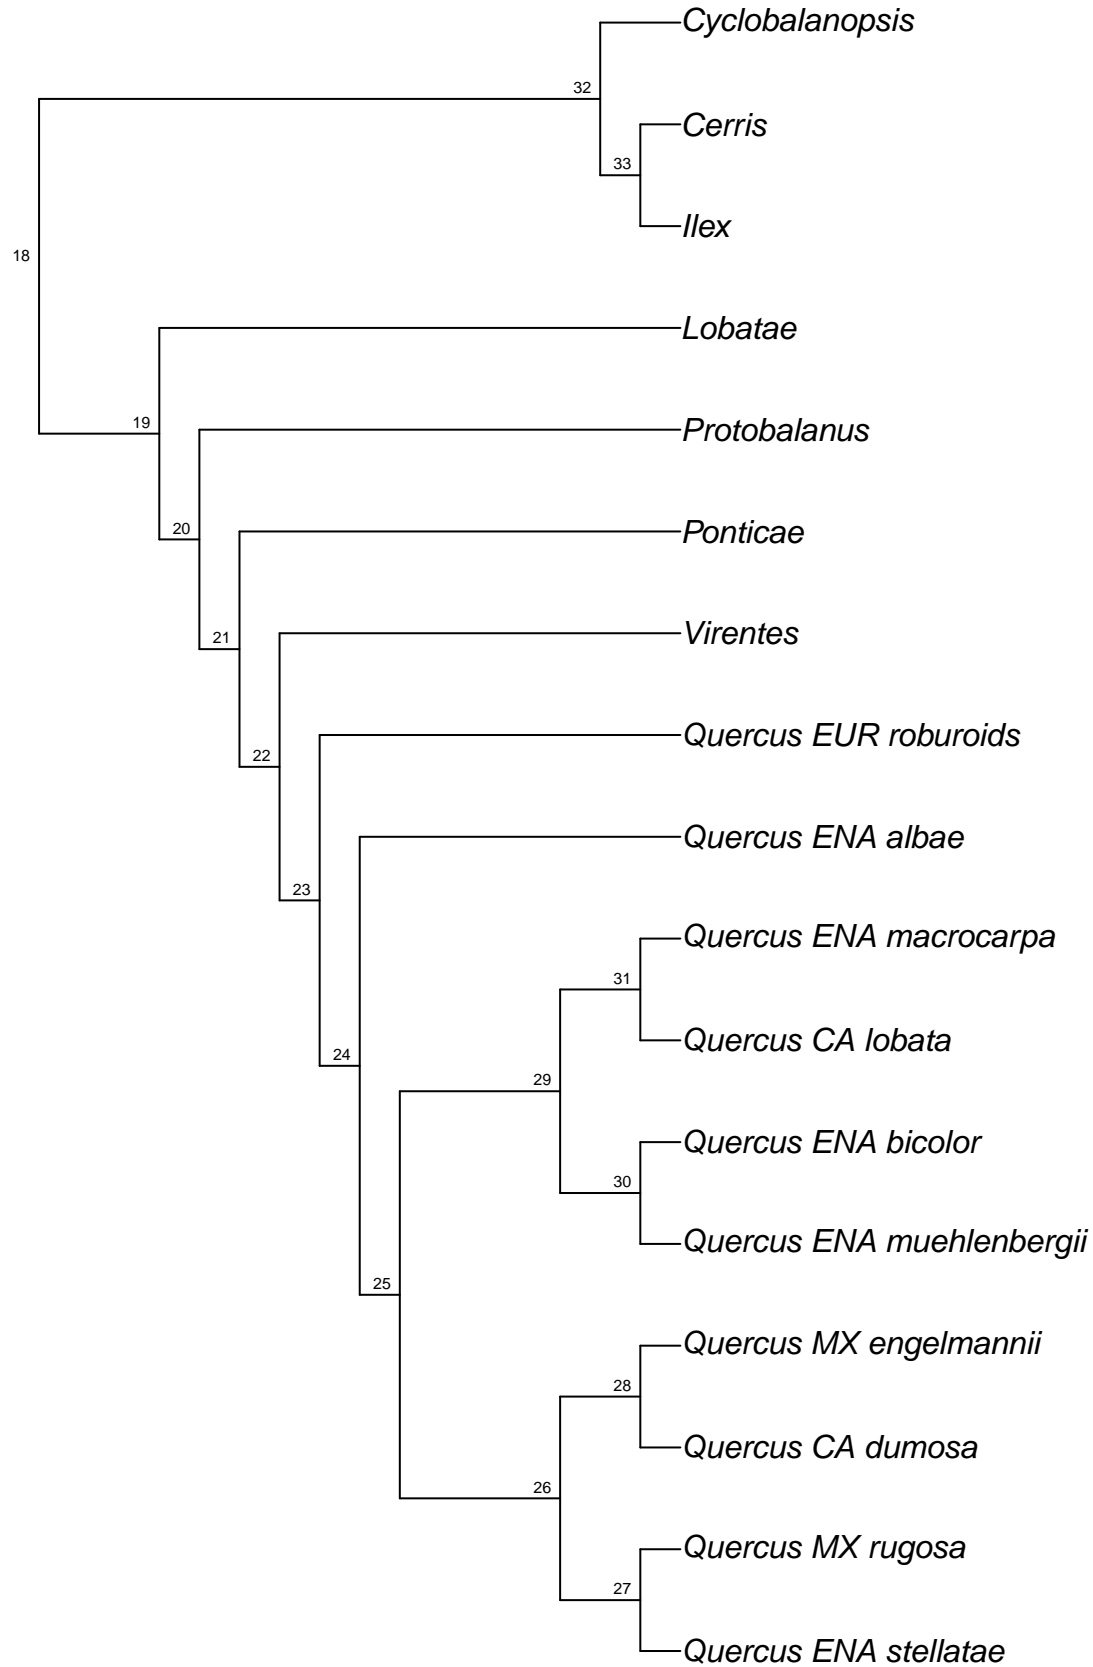 Cyclobalanopsis
32
Cerris
33
Ilex
18
Lobatae
19
Protobalanus
20
Ponticae
21
Virentes
22
Quercus EUR roburoids
23
Quercus ENA albae
24
Quercus ENA macrocarpa
31
Quercus CA lobata
29
Quercus ENA bicolor
30
Quercus ENA muehlenbergii
25
Quercus MX engelmannii
28
Quercus CA dumosa
26
Quercus MX rugosa
27
Quercus ENA stellatae